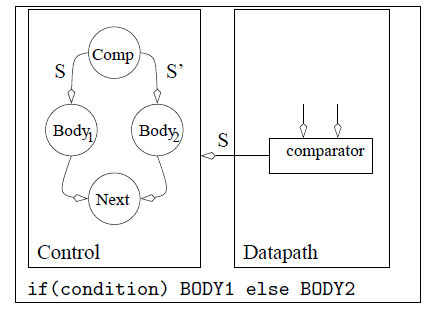 Comp
S
S’
Body1
Body2
S
comparator
Next
Control
Datapath
if(condition) BODY1 else BODY2